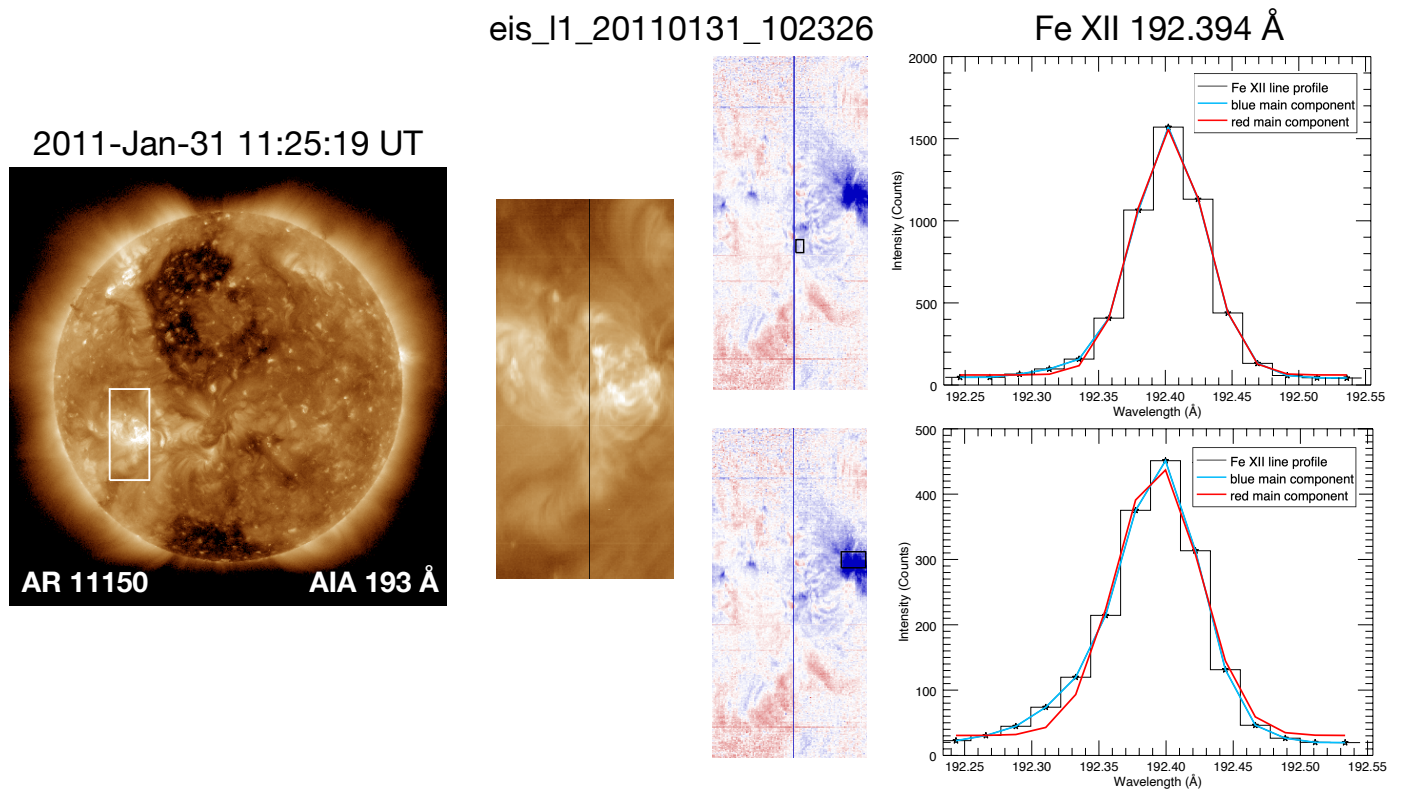 eis_l1_20110131_102326
Fe XII 192.394 Å
2011-Jan-31 11:25:19 UT
AR 11150
AIA 193 Å
2000
1500
1000
500
0
Intensity (Counts)
Fe XII line profile
blue main component
red main component
192.25 192.30 192.35 192.40 192.45 192.50 192.55
Wavelength (Å)
500
400
300
200
100
0
Intensity (Counts)
Fe XII line profile
blue main component
red main component
192.25 192.30 192.35 192.40 192.45 192.50 192.55
Wavelength (Å)